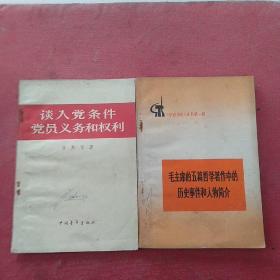 谈入党条件
党员义务和权利
中国青年出版社
毛主席的五篇哲学著作中的
历史事件和人物简介